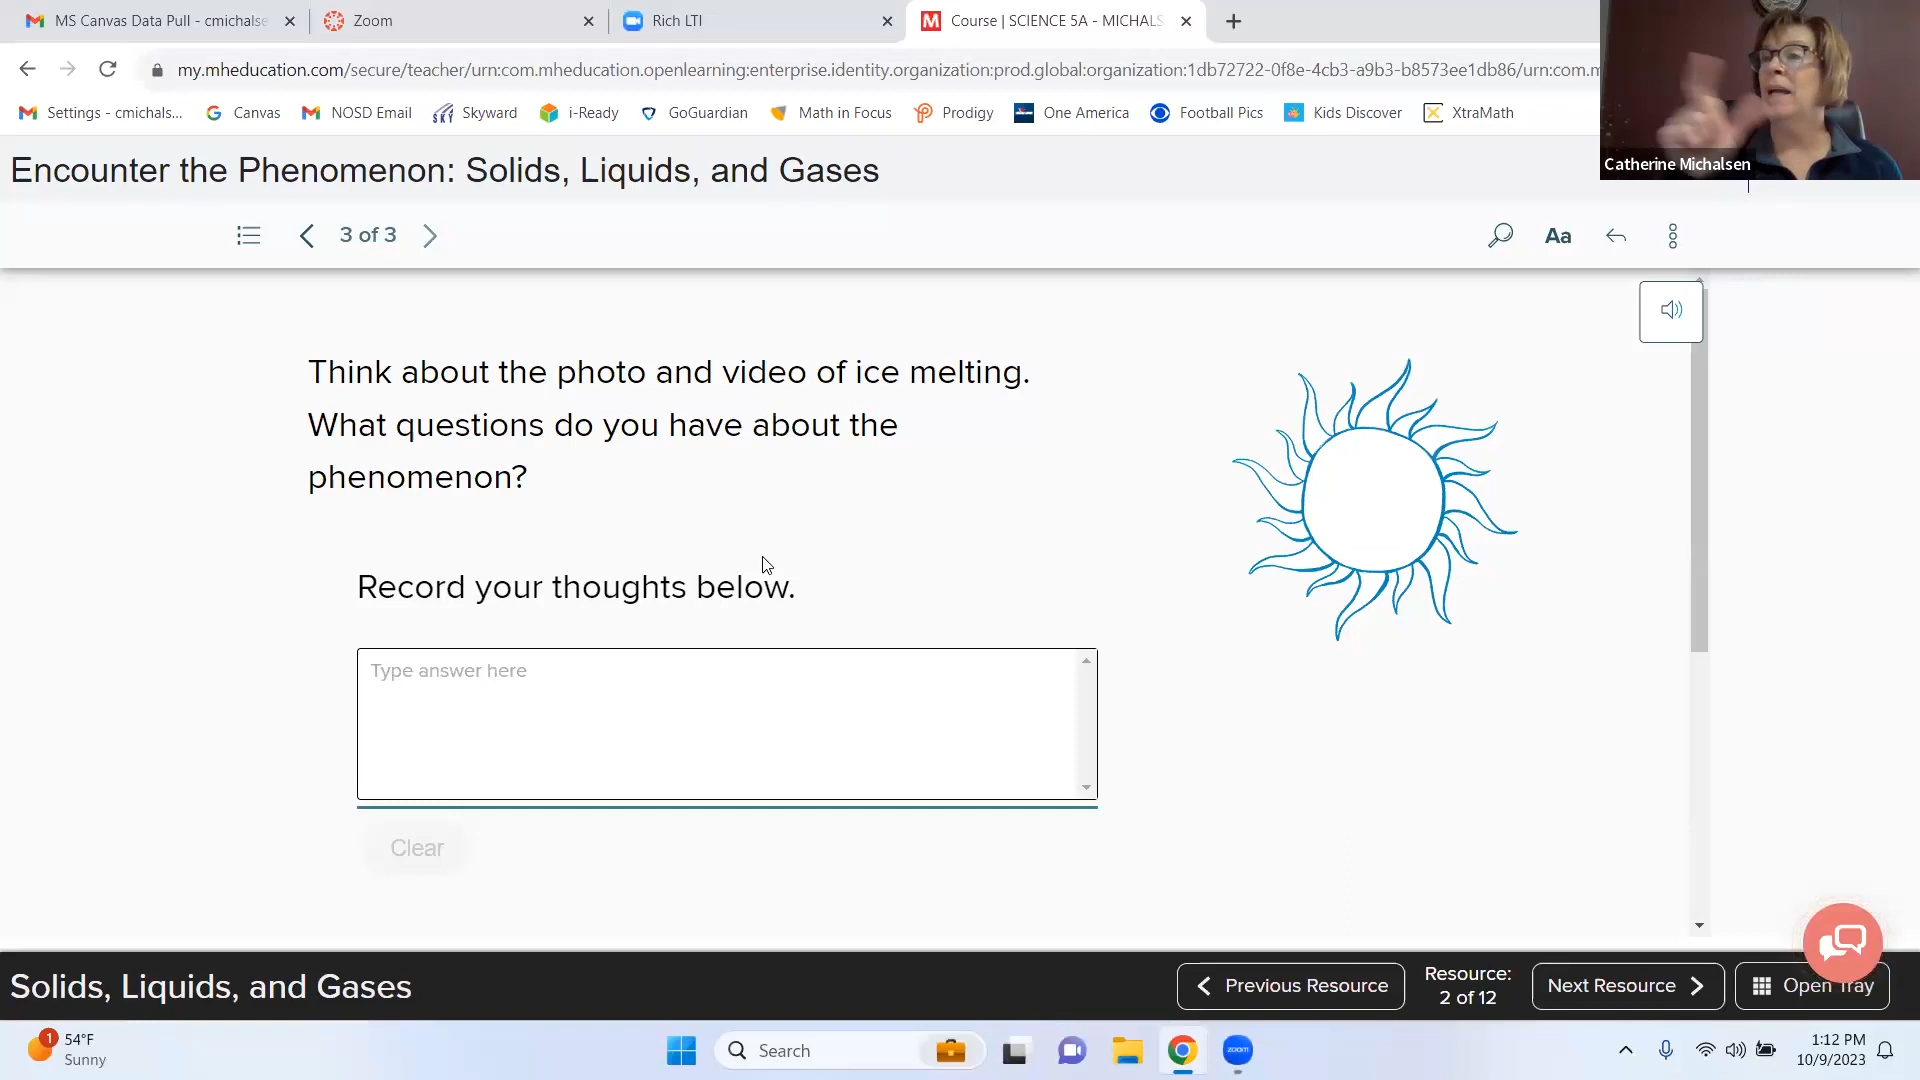 MS Canvas Data Pull - cmichalse
Zoom
Rich LTI
Course | SCIENCE 5A - MICHALS
my.mheducation.com/secure/teacher/urn:com.mheducation.openlearning:enterprise.identity.organization:prod.global:organization:1db72722-0f8e-4cb3-a9b3-b8573ee1db86/urn:com.m
Settings - cmichals...
Canvas
NOSD Email
Skyward
i-Ready
GoGuardian
Math in Focus
Prodigy
One America
Football Pics
Kids Discover
XtraMath
Catherine Michalsen
Encounter the Phenomenon: Solids, Liquids, and Gases
3 of 3
Aa
Think about the photo and video of ice melting.
What questions do you have about the
phenomenon?
Record your thoughts below.
Type answer here
Clear
Solids, Liquids, and Gases
Previous Resource
Resource:
2 of 12
Next Resource
Open Tray
1
54°F
Sunny
Search
zoom
1:12 PM
10/9/2023